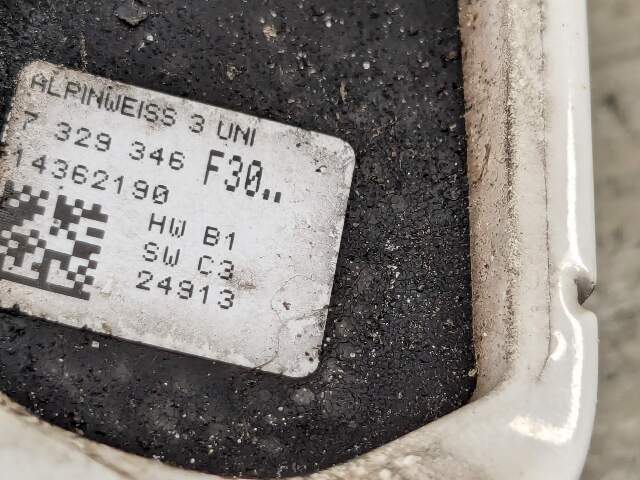 ALPINWEISS 3 UNI
7 329 346 F30..
14362190
HW B1
SW C3
24913